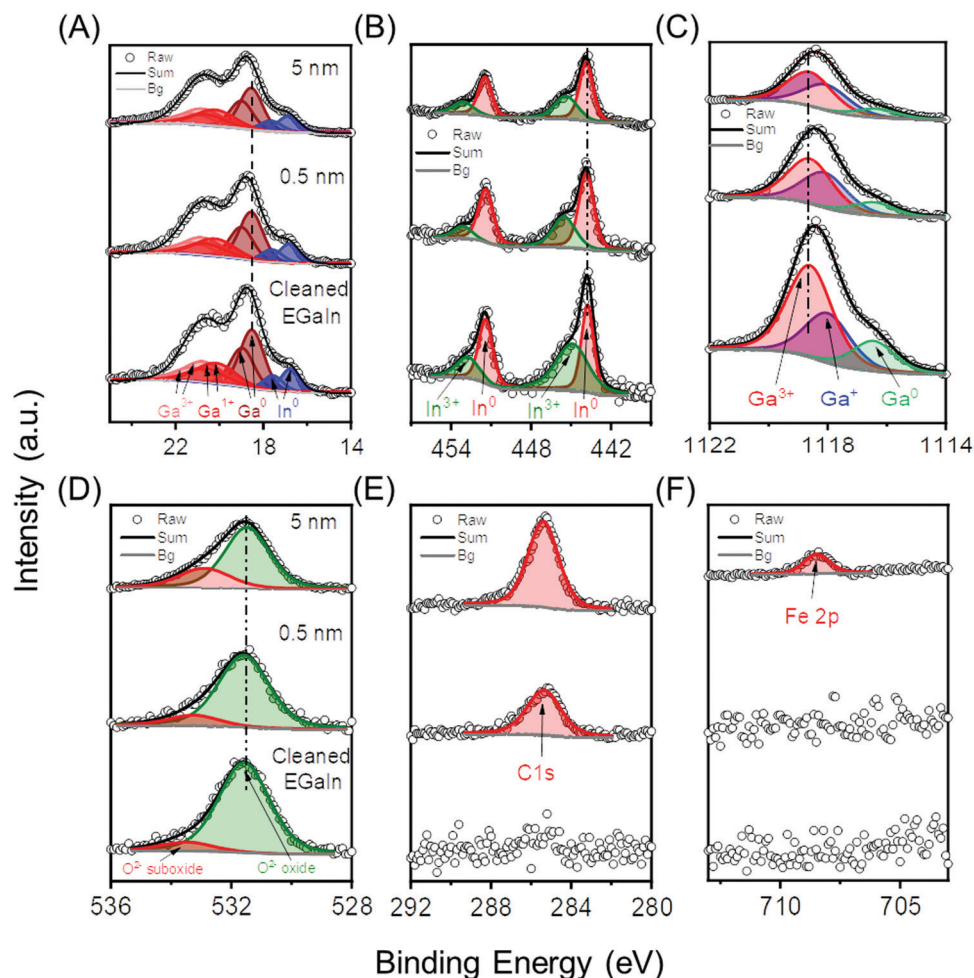 (A)
Raw
Sum
Bg
5 nm
0.5 nm
Cleaned
EGaIn
Ga³⁺ Ga¹⁺ Ga⁰ In⁰
22 18 14
(B)
Raw
Sum
Bg
Raw
Sum
Bg
In³⁺ In⁰ In³⁺ In⁰
454 448 442
(C)
Raw
Sum
Bg
Ga³⁺ Ga⁺ Ga⁰
1122 1118 1114
Intensity (a.u.)
(D)
Raw
Sum
Bg
5 nm
0.5 nm
Cleaned
EGaIn
O²⁻ suboxide O²⁻ oxide
536 532 528
(E)
Raw
Sum
Bg
C1s
292 288 284 280
(F)
Raw
Sum
Bg
Fe 2p
710 705
Binding Energy (eV)